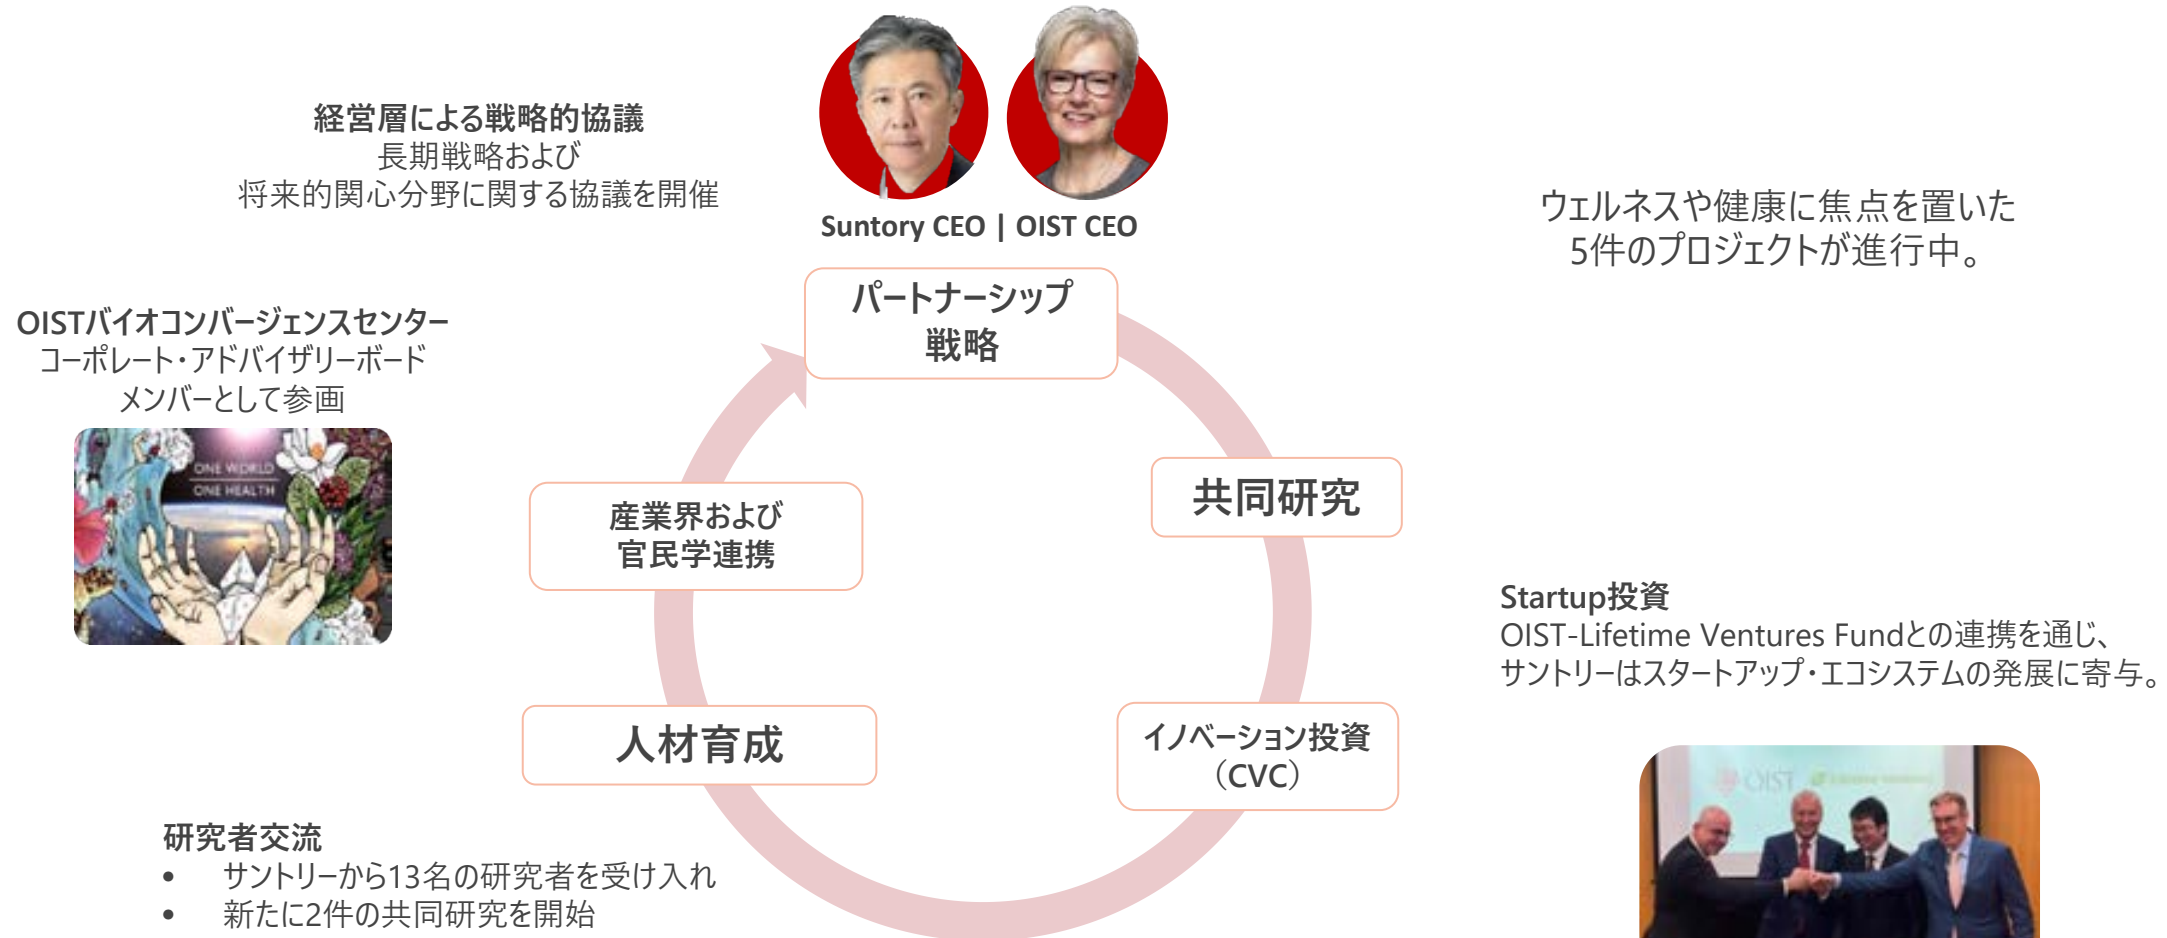 経営層による戦略的協議
長期戦略および
将来的関心分野に関する協議を開催
Suntory CEO | OIST CEO
ウェルネスや健康に焦点を置いた
5件のプロジェクトが進行中。
パートナーシップ
戦略
OISTバイオコンバージェンスセンター
コーポレート・アドバイザリーボード
メンバーとして参画
ONE WORLD
ONE HEALTH
共同研究
産業界および
官民学連携
Startup投資
OIST-Lifetime Ventures Fundとの連携を通じ、
サントリーはスタートアップ・エコシステムの発展に寄与。
人材育成
イノベーション投資
（CVC）
OIST
研究者交流
• サントリーから13名の研究者を受け入れ
• 新たに2件の共同研究を開始